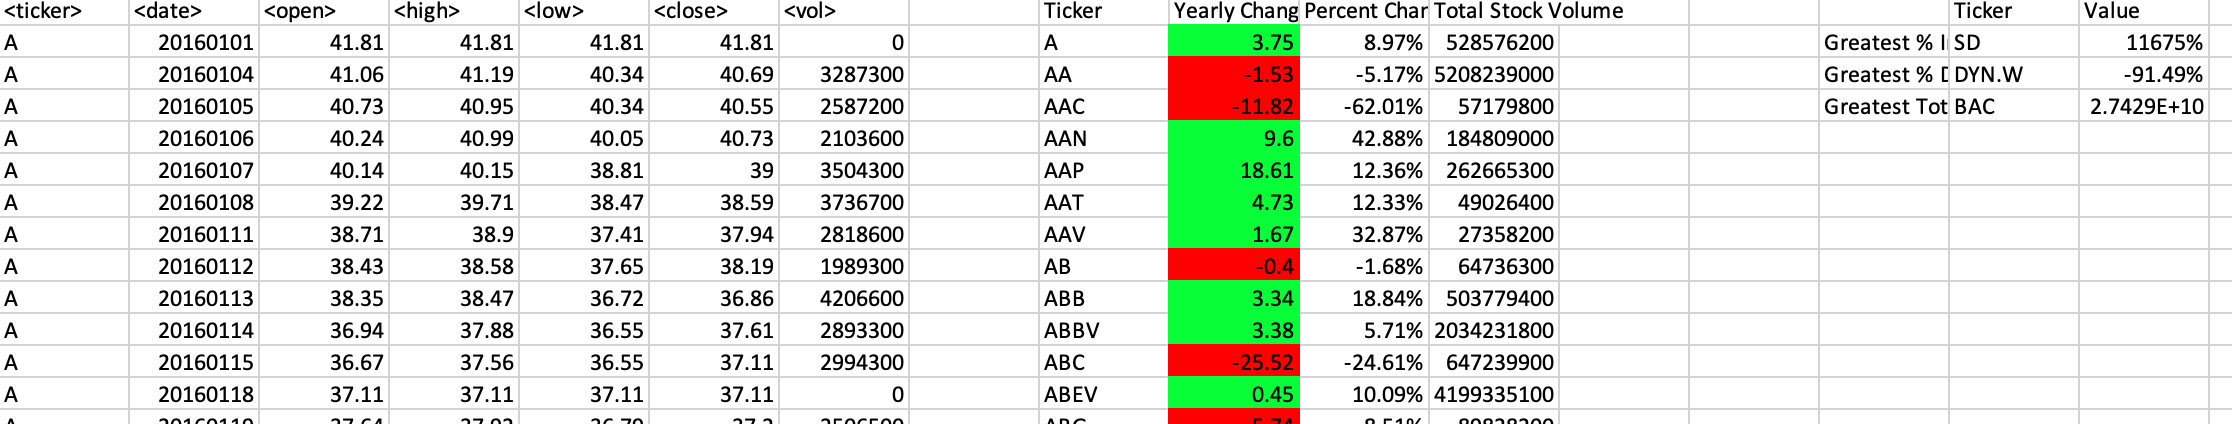 <ticker> <date> <open> <high> <low> <close> <vol> Ticker Yearly Chang Percent Char Total Stock Volume Ticker Value
A 20160101 41.81 41.81 41.81 41.81 0 A 3.75 8.97% 528576200 Greatest % I SD 11675%
A 20160104 41.06 41.19 40.34 40.69 3287300 AA -1.53 -5.17% 5208239000 Greatest % D DYN.W -91.49%
A 20160105 40.73 40.95 40.34 40.55 2587200 AAC -11.82 -62.01% 57179800 Greatest Tot BAC 2.7429E+10
A 20160106 40.24 40.99 40.05 40.73 2103600 AAN 9.6 42.88% 184809000
A 20160107 40.14 40.15 38.81 39 3504300 AAP 18.61 12.36% 262665300
A 20160108 39.22 39.71 38.47 38.59 3736700 AAT 4.73 12.33% 49026400
A 20160111 38.71 38.9 37.41 37.94 2818600 AAV 1.67 32.87% 27358200
A 20160112 38.43 38.58 37.65 38.19 1989300 AB -0.4 -1.68% 64736300
A 20160113 38.35 38.47 36.72 36.86 4206600 ABB 3.34 18.84% 503779400
A 20160114 36.94 37.88 36.55 37.61 2893300 ABBV 3.38 5.71% 2034231800
A 20160115 36.67 37.56 36.55 37.11 2994300 ABC -25.52 -24.61% 647239900
A 20160118 37.11 37.11 37.11 37.11 0 ABEV 0.45 10.09% 4199335100